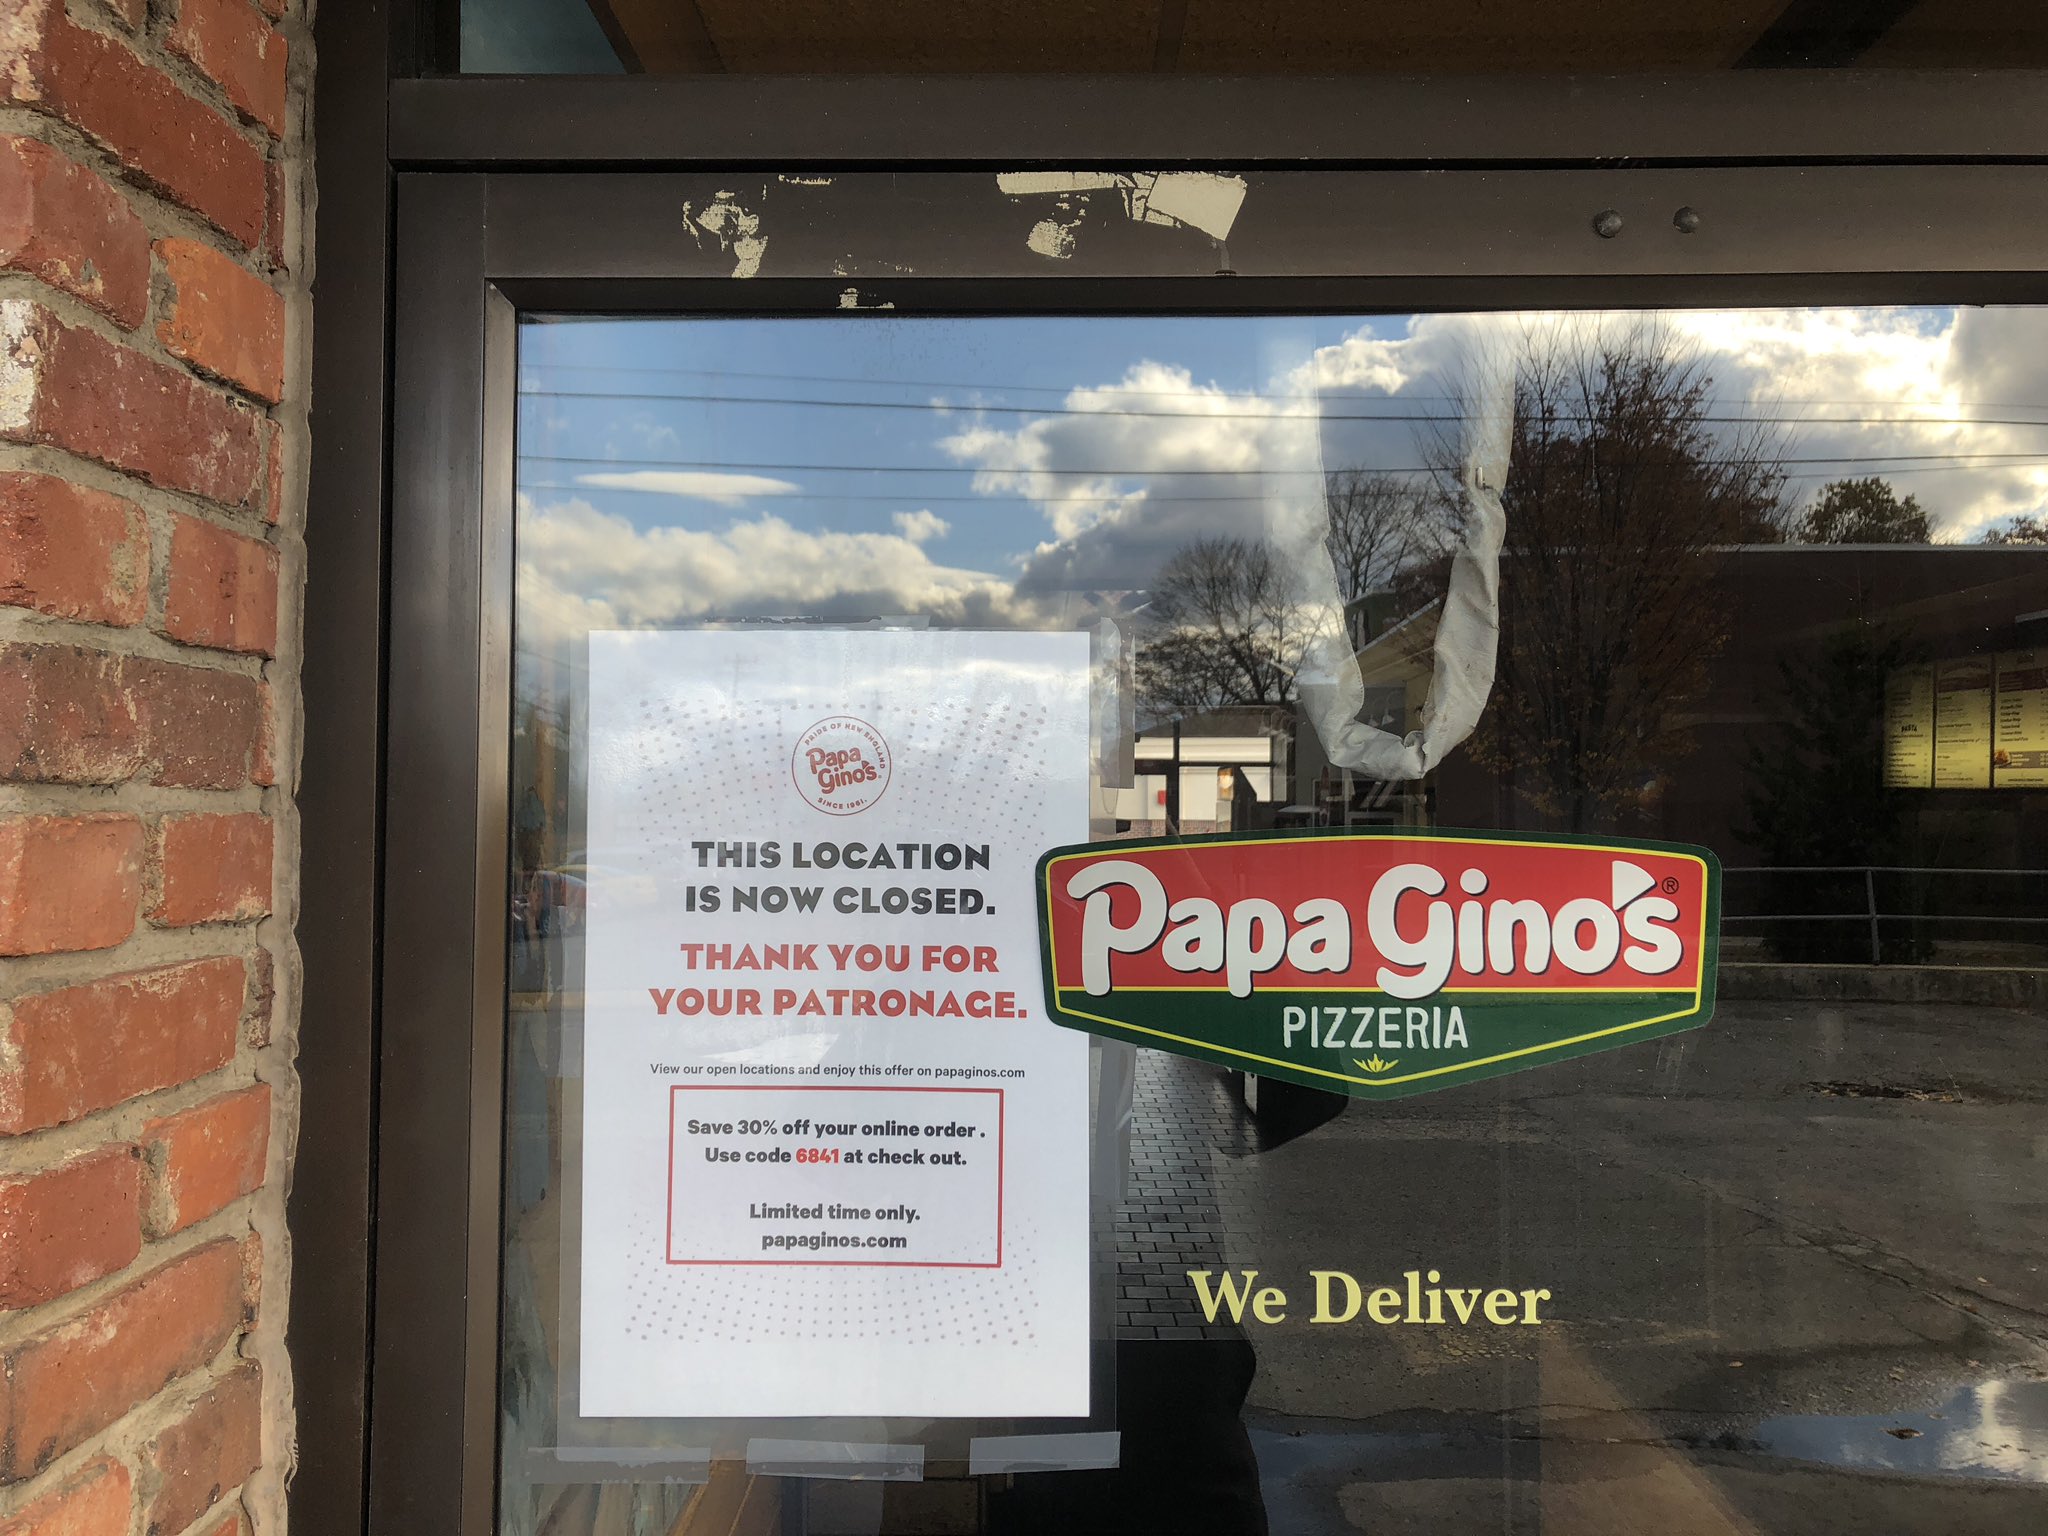 PRIDE OF NEW ENGLAND
Papa
Gino's
SINCE 1961.
THIS LOCATION
IS NOW CLOSED.
THANK YOU FOR
YOUR PATRONAGE.
View our open locations and enjoy this offer on papaginos.com
Save 30% off your online order .
Use code 6841 at check out.
Limited time only.
papaginos.com
Papa Gino's®
PIZZERIA
We Deliver
PASTA